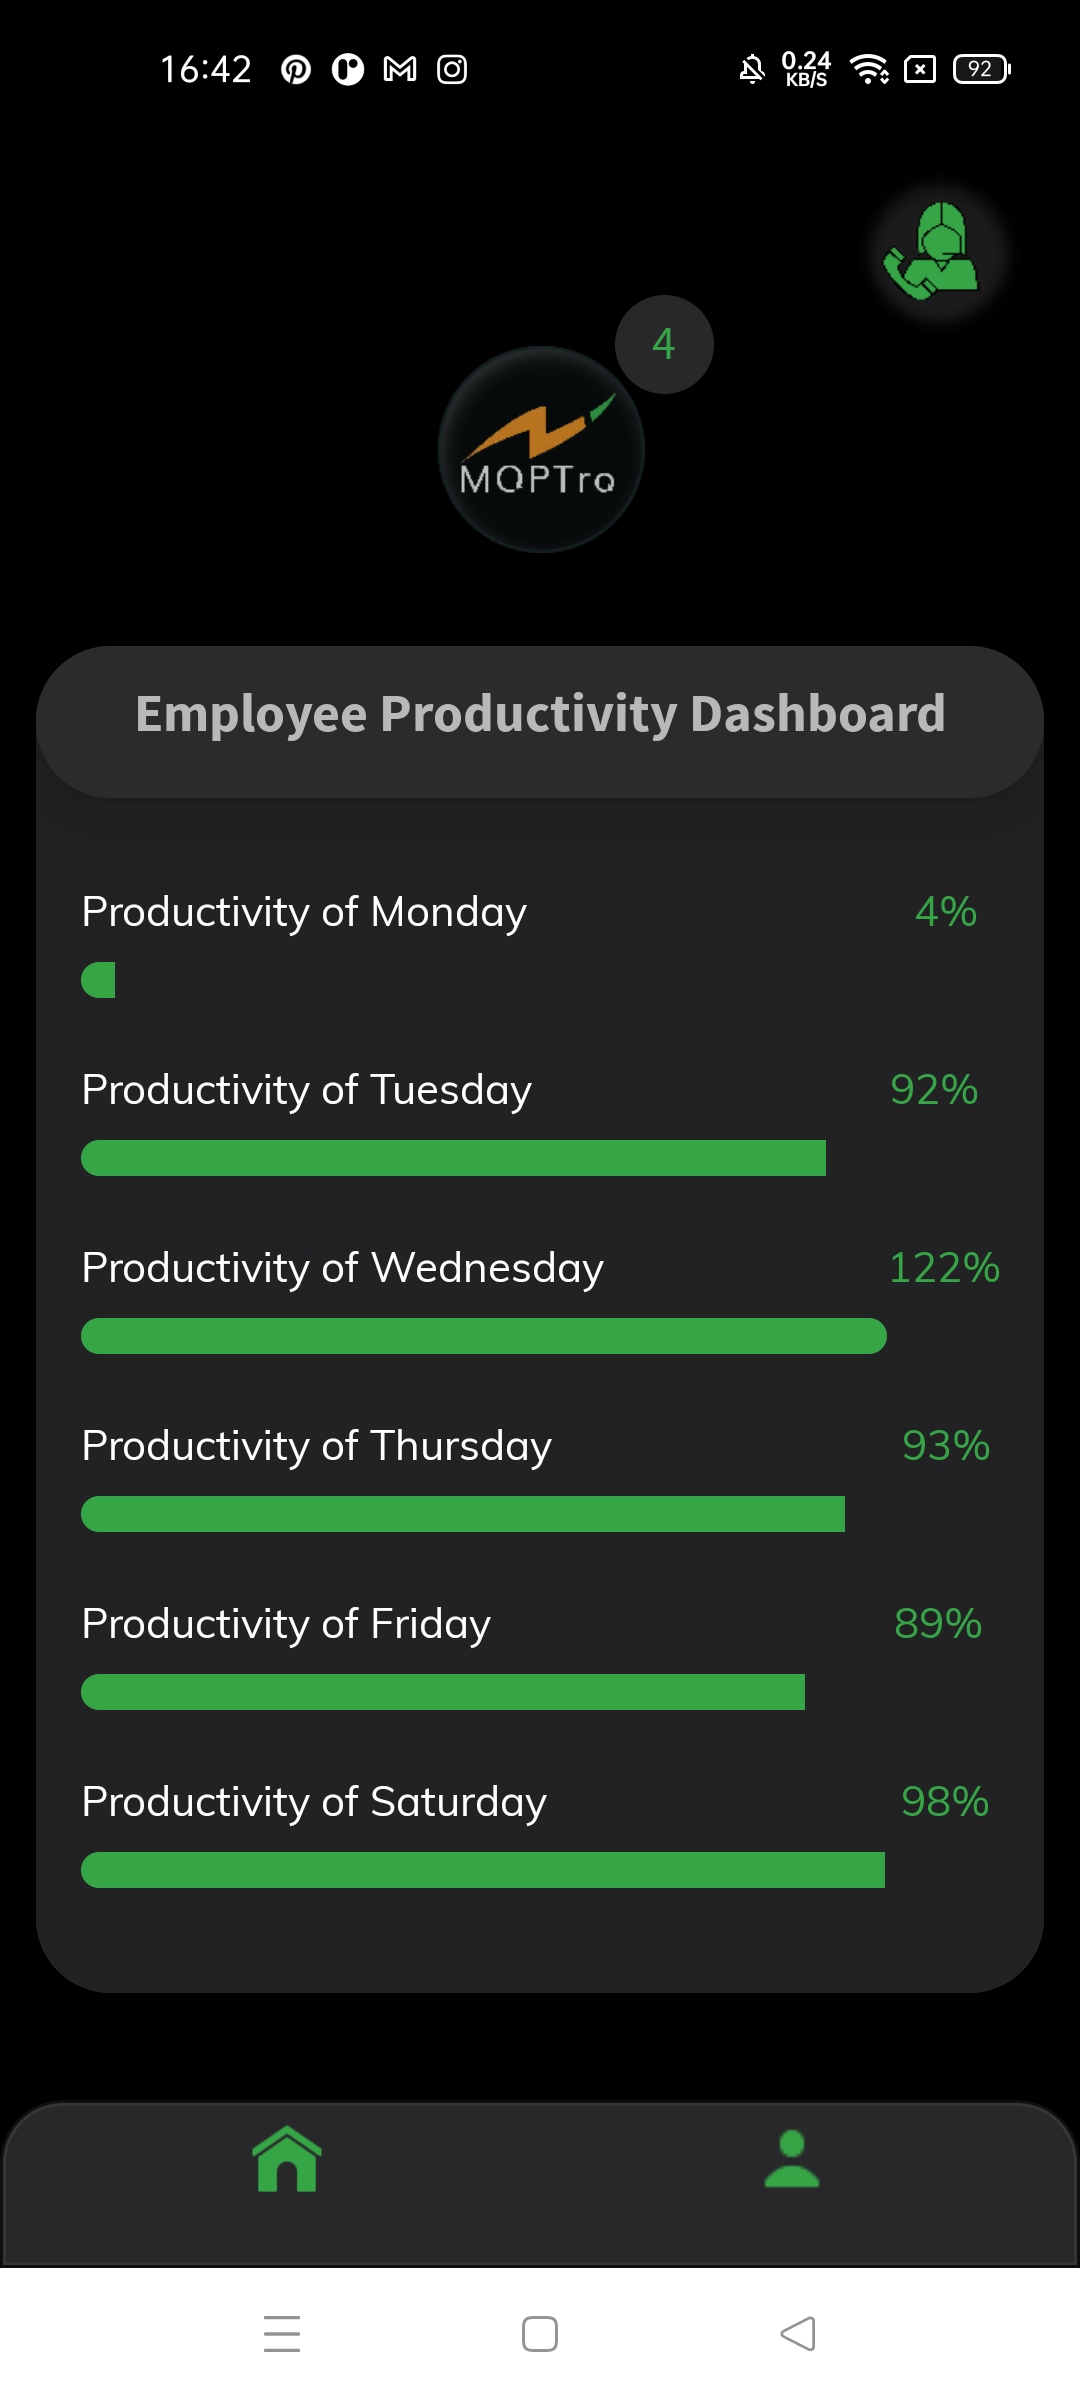 16:42
0.24
KB/S
92
4
MOPTro
Employee Productivity Dashboard
Productivity of Monday 4%
Productivity of Tuesday 92%
Productivity of Wednesday 122%
Productivity of Thursday 93%
Productivity of Friday 89%
Productivity of Saturday 98%